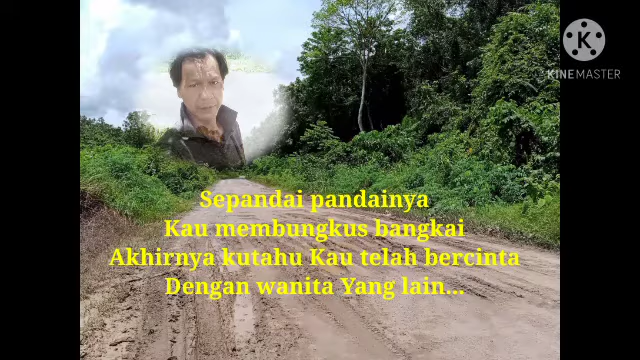 KINEMASTER
Sepandai pandainya
Kau membungkus bangkai
Akhirnya kutahu Kau telah bercinta
Dengan wanita Yang lain...